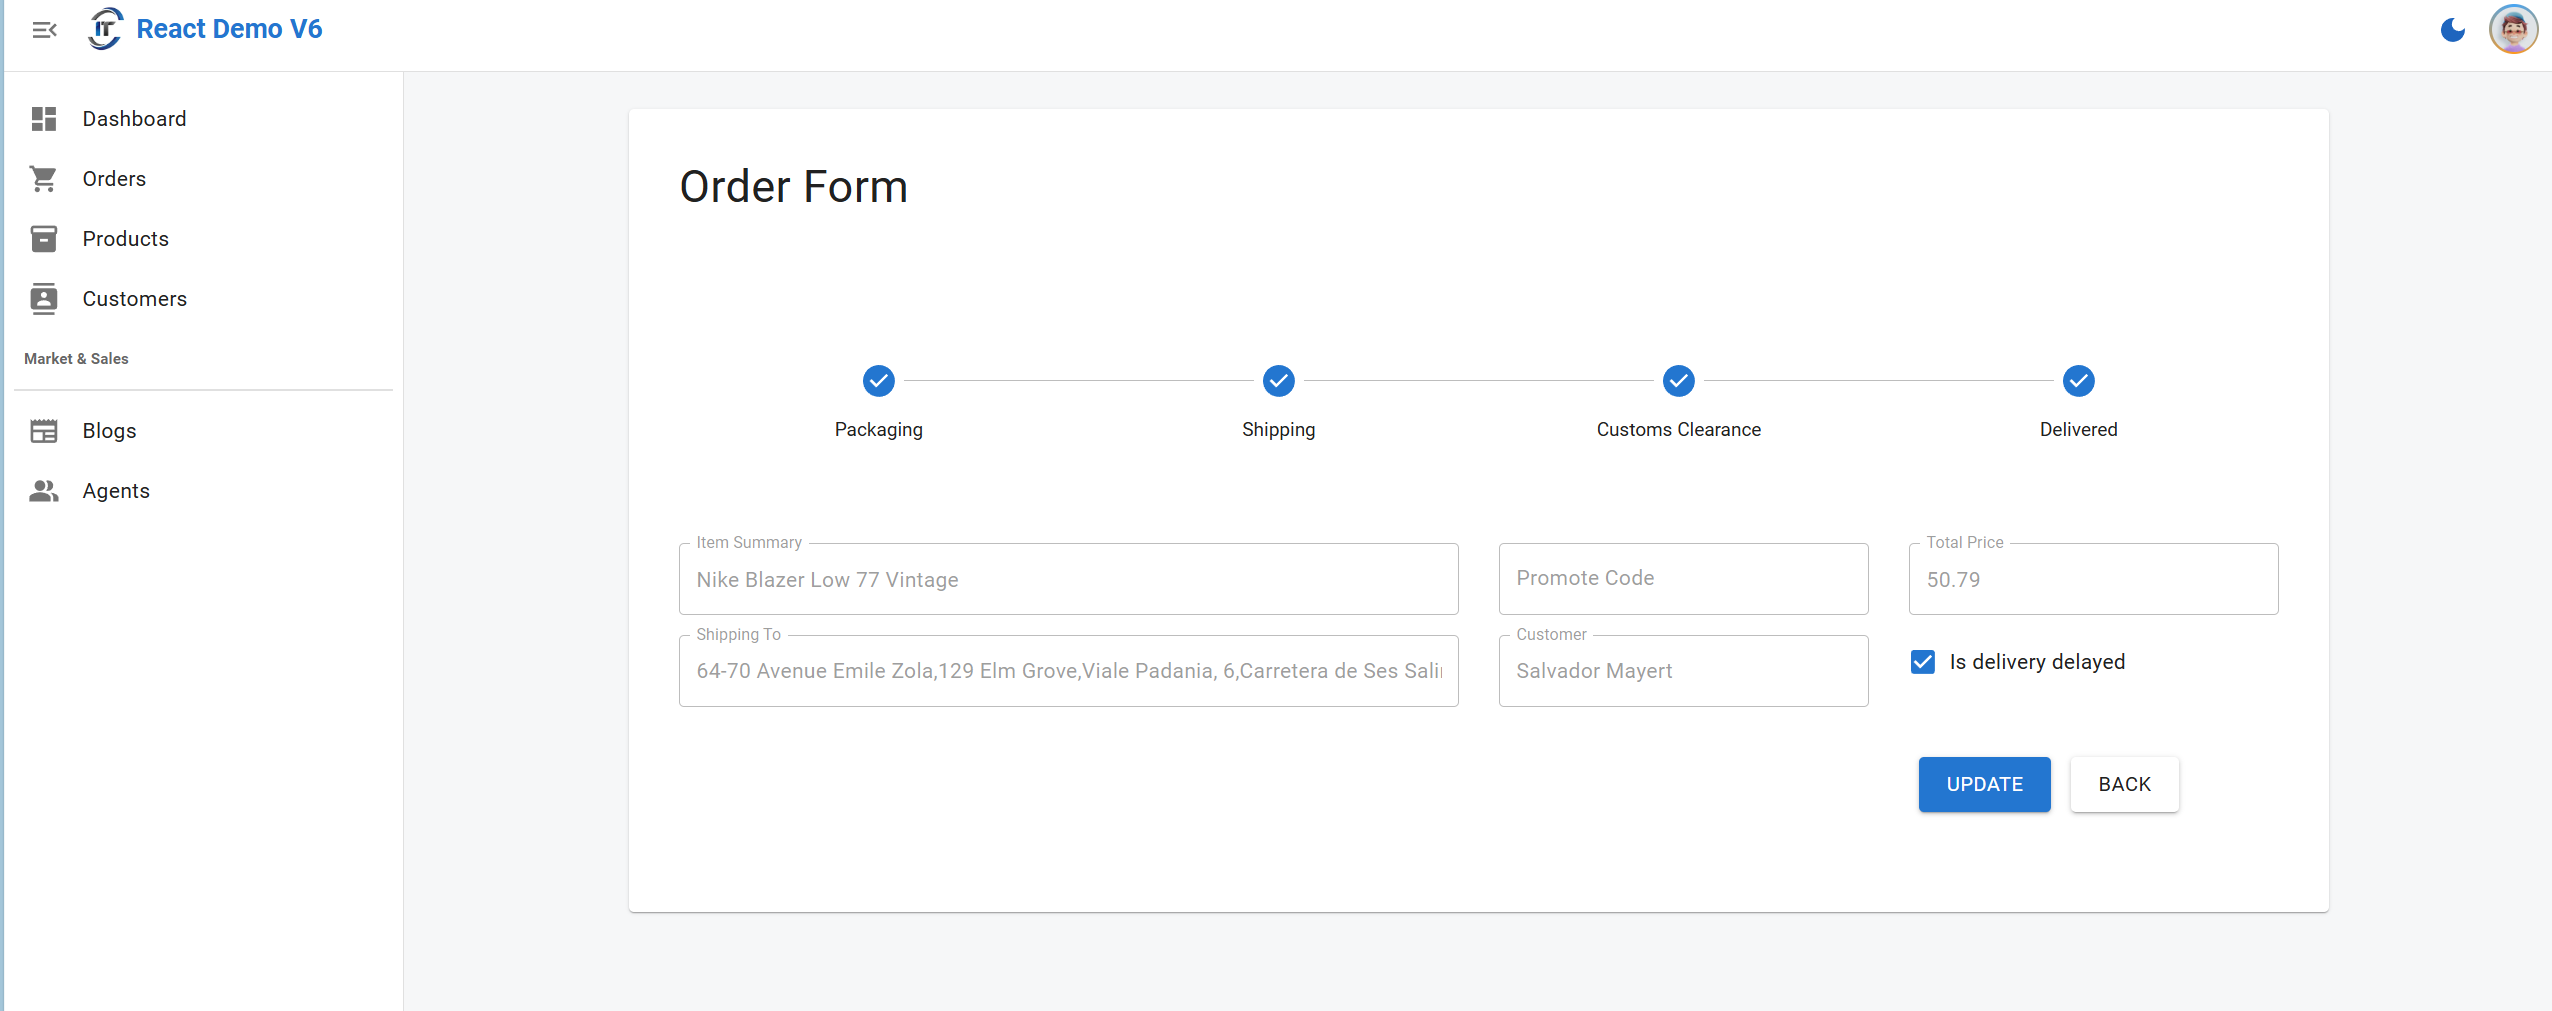 IT React Demo V6
Dashboard
Orders
Products
Customers
Market & Sales
Blogs
Agents
Order Form
Packaging
Shipping
Customs Clearance
Delivered
Item Summary
Nike Blazer Low 77 Vintage
Promote Code
Total Price
50.79
Shipping To
64-70 Avenue Emile Zola,129 Elm Grove,Viale Padania, 6,Carretera de Ses Sali
Customer
Salvador Mayert
Is delivery delayed
UPDATE
BACK